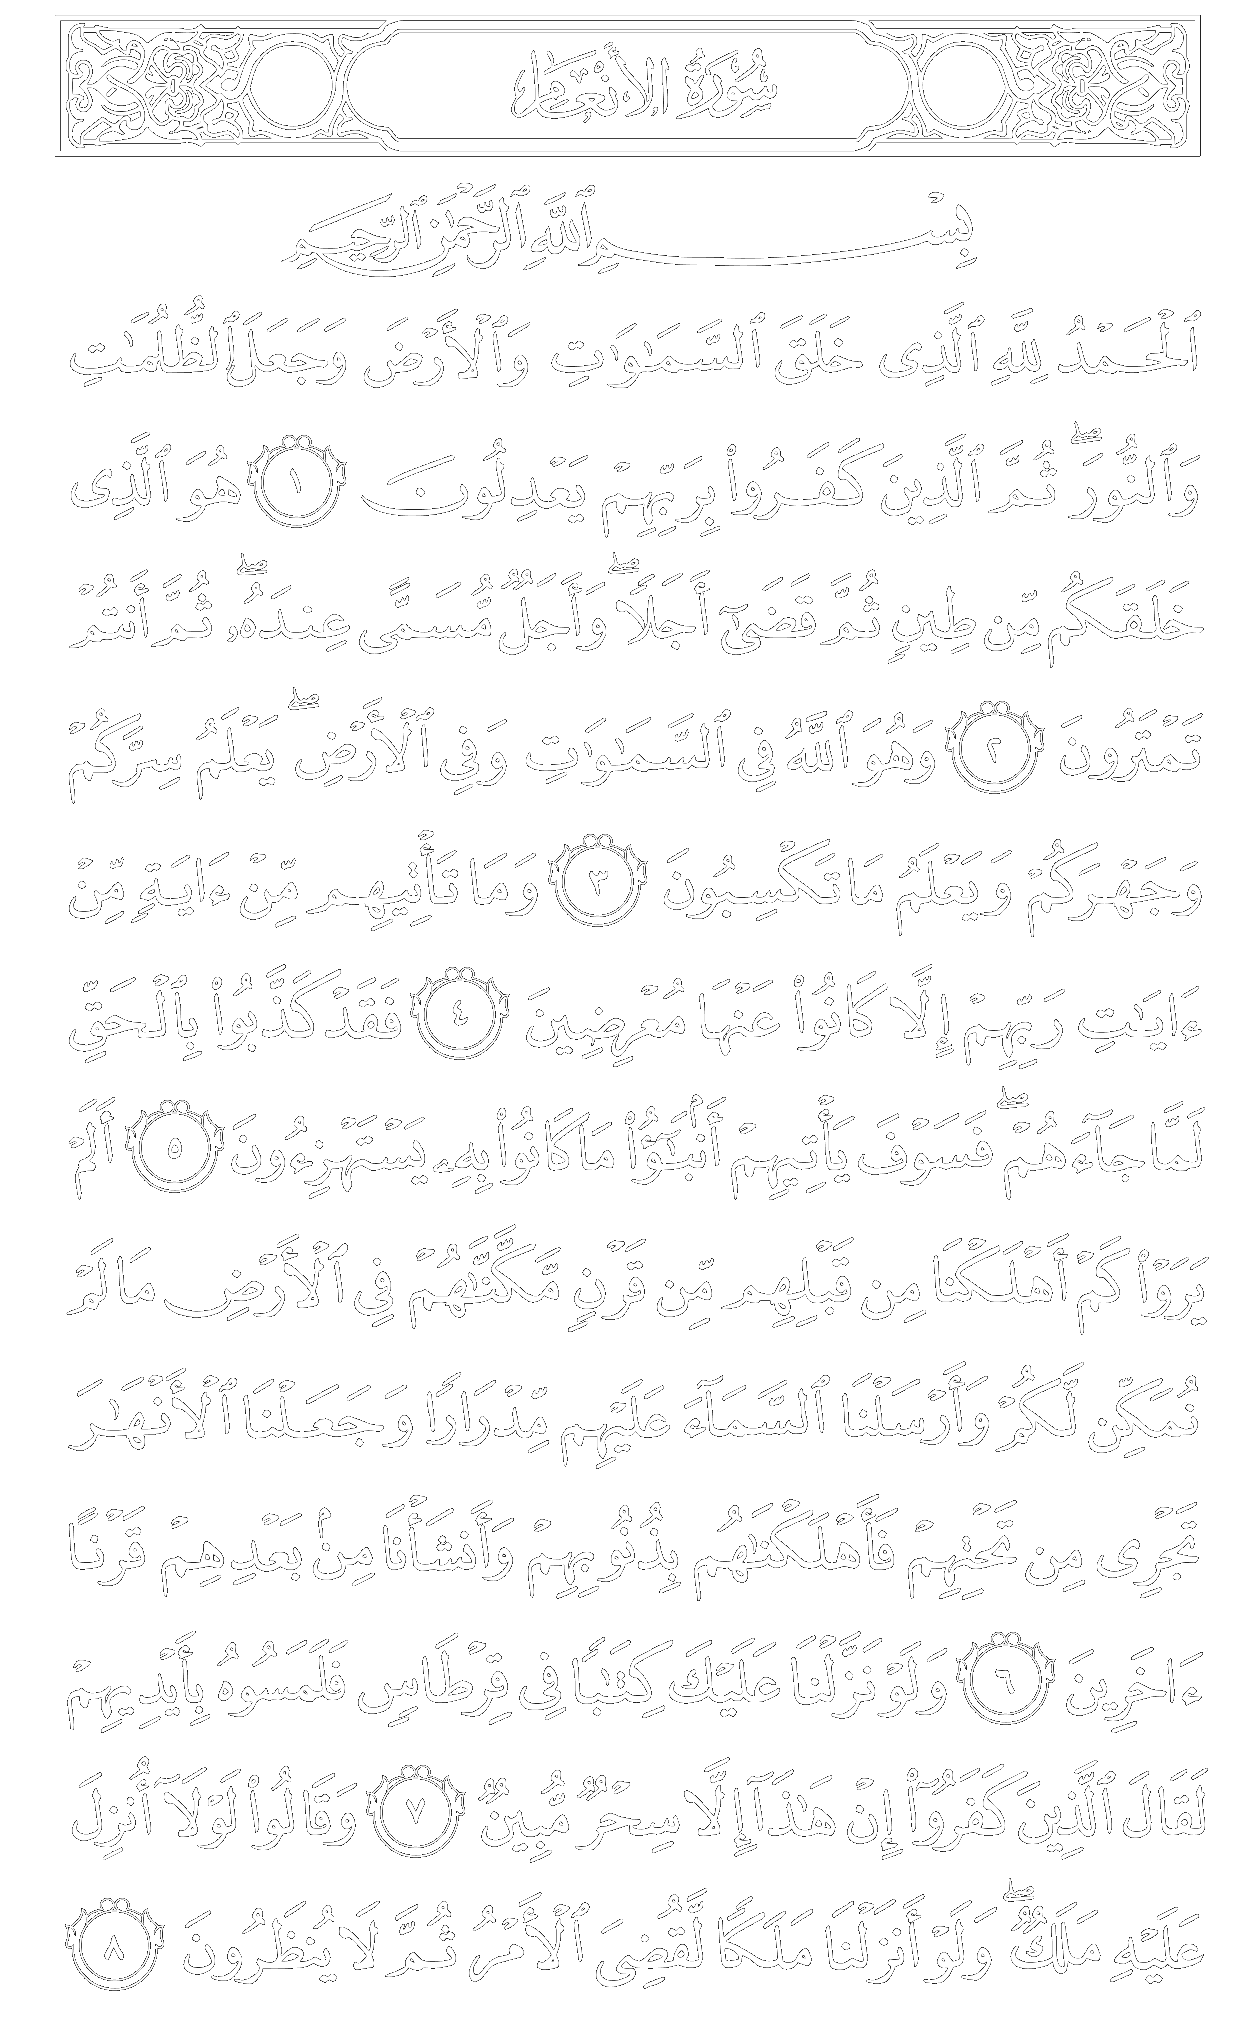 سُورَةُ الأَنْعَامِ
بِسْمِ ٱللَّهِ ٱلرَّحْمَٰنِ ٱلرَّحِيمِ
ٱلْحَمْدُ لِلَّهِ ٱلَّذِى خَلَقَ ٱلسَّمَٰوَٰتِ وَٱلْأَرْضَ وَجَعَلَ ٱلظُّلُمَٰتِ
وَٱلنُّورَ ۖ ثُمَّ ٱلَّذِينَ كَفَرُوا۟ بِرَبِّهِمْ يَعْدِلُونَ ١ هُوَ ٱلَّذِى
خَلَقَكُم مِّن طِينٍ ثُمَّ قَضَىٰٓ أَجَلًا ۖ وَأَجَلٌ مُّسَمًّى عِندَهُۥ ۖ ثُمَّ أَنتُمْ
تَمْتَرُونَ ٢ وَهُوَ ٱللَّهُ فِى ٱلسَّمَٰوَٰتِ وَفِى ٱلْأَرْضِ ۖ يَعْلَمُ سِرَّكُمْ
وَجَهْرَكُمْ وَيَعْلَمُ مَا تَكْسِبُونَ ٣ وَمَا تَأْتِيهِم مِّنْ ءَايَةٍ مِّنْ
ءَايَٰتِ رَبِّهِمْ إِلَّا كَانُوا۟ عَنْهَا مُعْرِضِينَ ٤ فَقَدْ كَذَّبُوا۟ بِٱلْحَقِّ
لَمَّا جَآءَهُمْ ۖ فَسَوْفَ يَأْتِيهِمْ أَنۢبَٰٓؤُا۟ مَا كَانُوا۟ بِهِۦ يَسْتَهْزِءُونَ ٥ أَلَمْ
يَرَوْا۟ كَمْ أَهْلَكْنَا مِن قَبْلِهِم مِّن قَرْنٍ مَّكَّنَّٰهُمْ فِى ٱلْأَرْضِ مَا لَمْ
نُمَكِّن لَّكُمْ وَأَرْسَلْنَا ٱلسَّمَآءَ عَلَيْهِم مِّدْرَارًا وَجَعَلْنَا ٱلْأَنْهَٰرَ
تَجْرِى مِن تَحْتِهِمْ فَأَهْلَكْنَٰهُم بِذُنُوبِهِمْ وَأَنشَأْنَا مِنۢ بَعْدِهِمْ قَرْنًا
ءَاخَرِينَ ٦ وَلَوْ نَزَّلْنَا عَلَيْكَ كِتَٰبًا فِى قِرْطَاسٍ فَلَمَسُوهُ بِأَيْدِيهِمْ
لَقَالَ ٱلَّذِينَ كَفَرُوٓا۟ إِنْ هَٰذَآ إِلَّا سِحْرٌ مُّبِينٌ ٧ وَقَالُوا۟ لَوْلَآ أُنزِلَ
عَلَيْهِ مَلَكٌ ۖ وَلَوْ أَنزَلْنَا مَلَكًا لَّقُضِىَ ٱلْأَمْرُ ثُمَّ لَا يُنظَرُونَ ٨